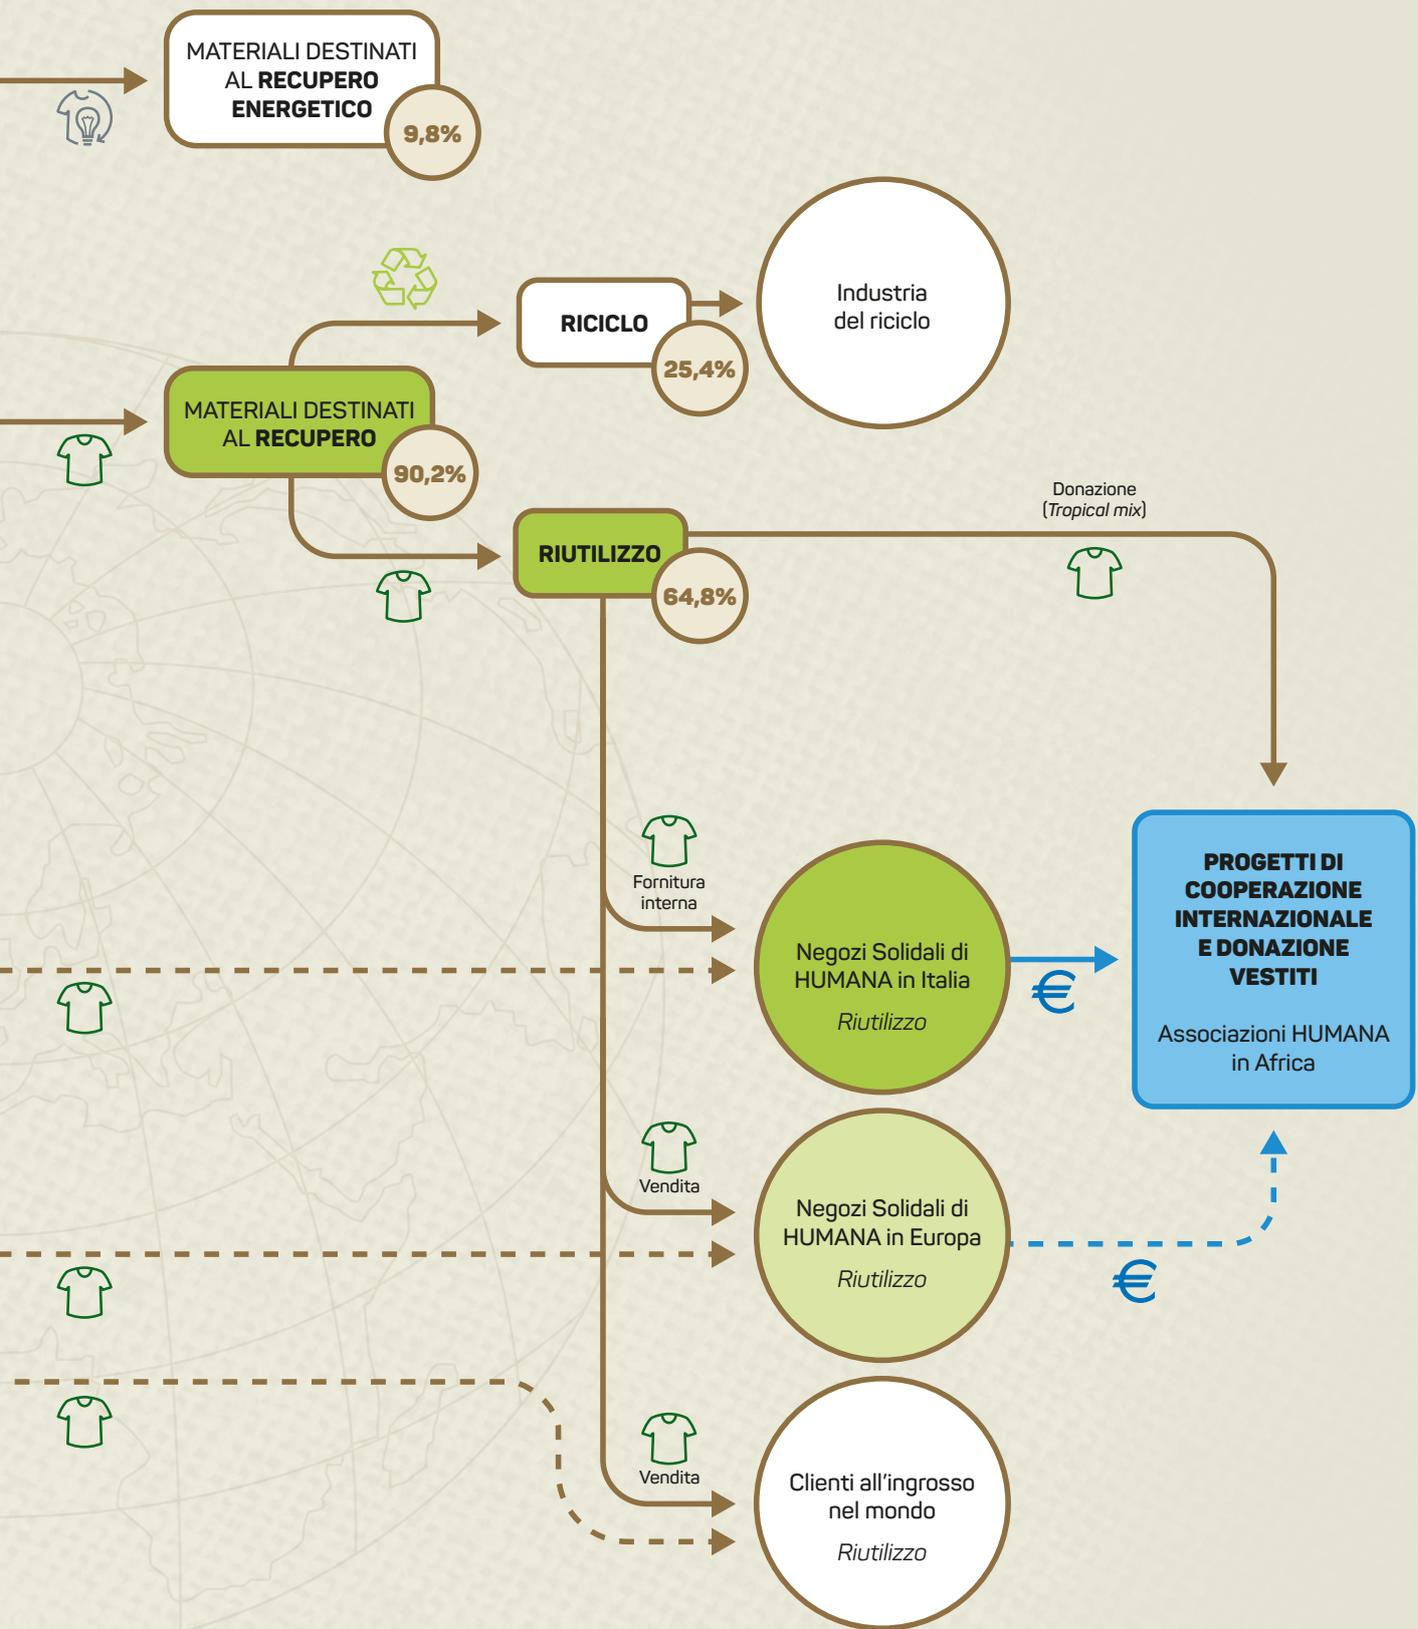 MATERIALI DESTINATI
AL RECUPERO
ENERGETICO
9,8%
Industria
del riciclo
RICICLO
25,4%
MATERIALI DESTINATI
AL RECUPERO
90,2%
Donazione
(Tropical mix)
RIUTILIZZO
64,8%
Fornitura
interna
PROGETTI DI
COOPERAZIONE
INTERNAZIONALE
E DONAZIONE
VESTITI
Associazioni HUMANA
in Africa
Negozi Solidali di
HUMANA in Italia
Riutilizzo
€
Vendita
Negozi Solidali di
HUMANA in Europa
Riutilizzo
€
Vendita
Clienti all’ingrosso
nel mondo
Riutilizzo